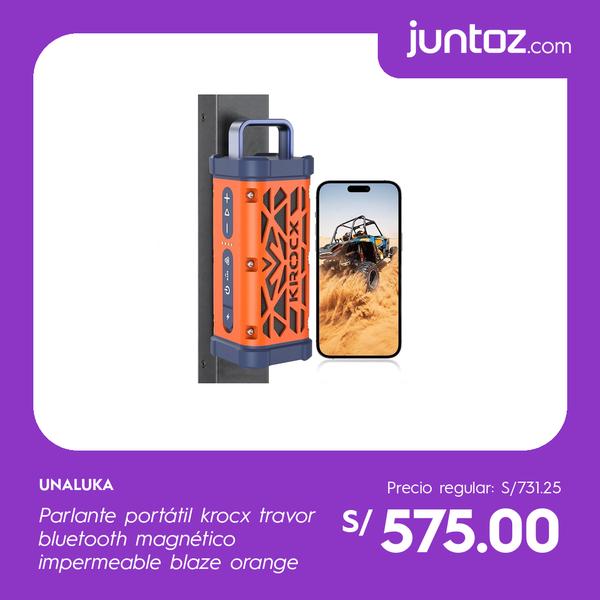 juntoz.com
KROCX
UNALUKA
Parlante portátil krocx travor
bluetooth magnético
impermeable blaze orange
Precio regular: S/731.25
S/ 575.00